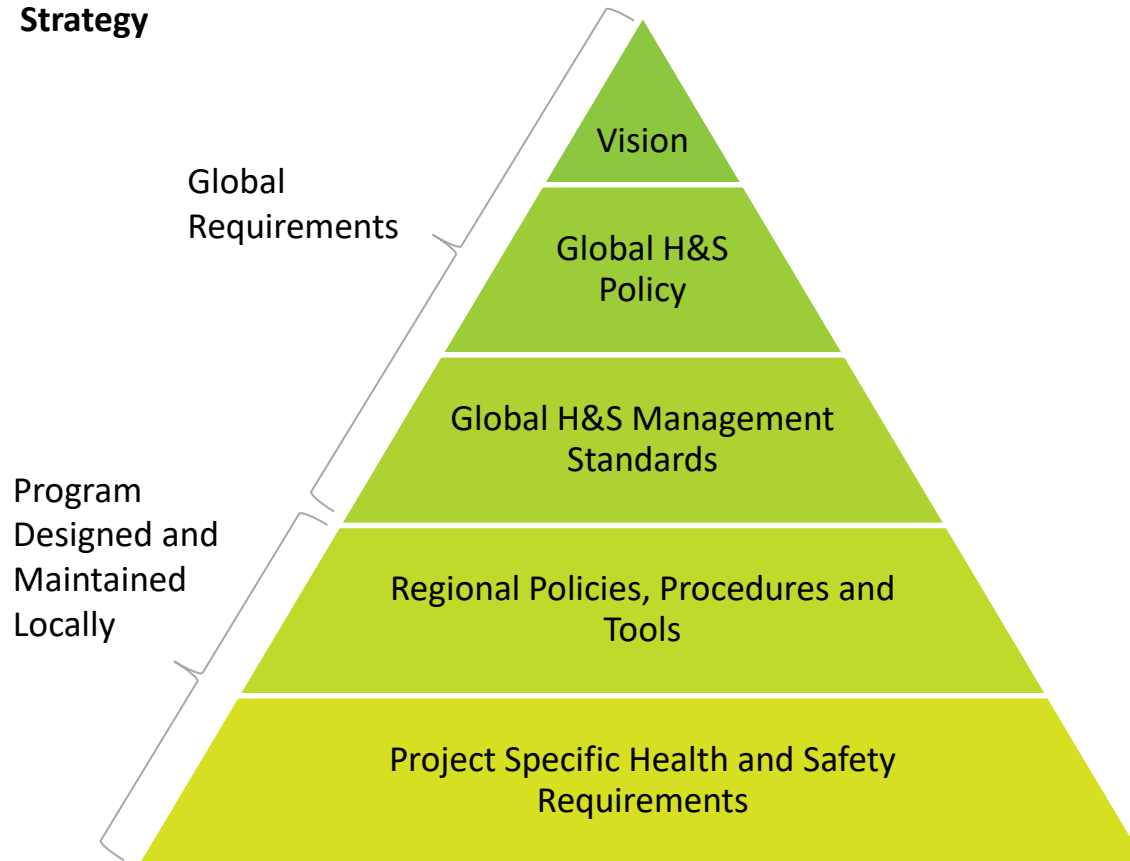 Strategy
Vision
Global
Requirements
Global H&S
Policy
Global H&S Management
Standards
Program
Designed and
Maintained
Locally
Regional Policies, Procedures and
Tools
Project Specific Health and Safety
Requirements